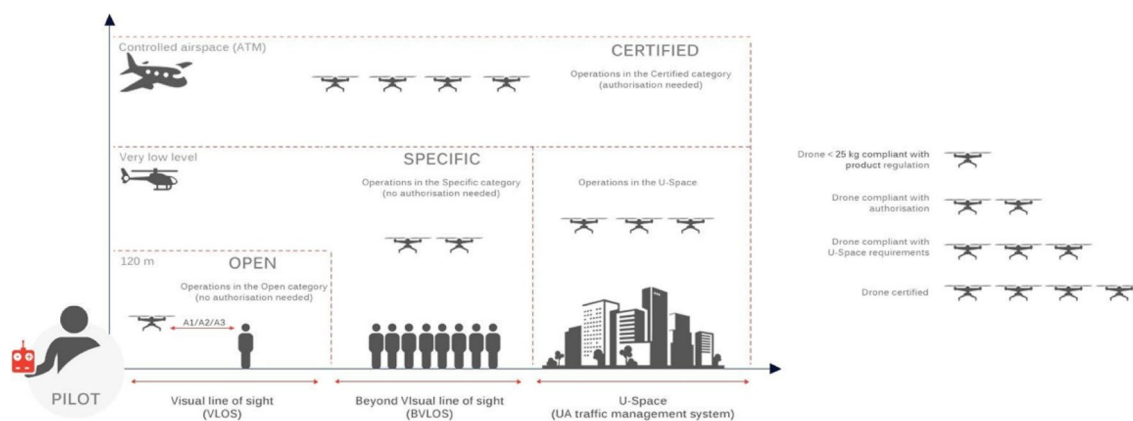 Controlled airspace (ATM)
CERTIFIED
Operations in the Certified category
(authorisation needed)
Very low level
SPECIFIC
Operations in the Specific category
(no authorisation needed)
Operations in the U-Space
120 m
OPEN
Operations in the Open category
(no authorisation needed)
A1/A2/A3
PILOT
Visual line of sight
(VLOS)
Beyond VIsual line of sight
(BVLOS)
U-Space
(UA traffic management system)
Drone < 25 kg compliant with
product regulation
Drone compliant with
authorisation
Drone compliant with
U-Space requirements
Drone certified